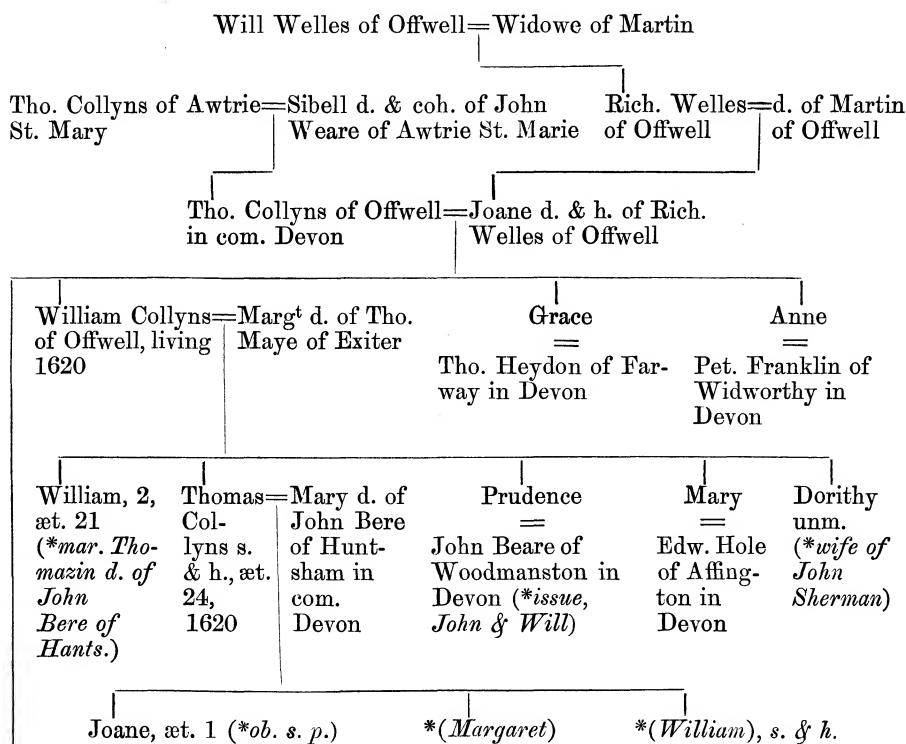 Will Welles of Offwell=Widowe of Martin
Tho. Collyns of Awtrie=Sibell d. & coh. of John
St. Mary Weare of Awtrie St. Marie
Rich. Welles=d. of Martin
of Offwell of Offwell
Tho. Collyns of Offwell=Joane d. & h. of Rich.
in com. Devon Welles of Offwell
William Collyns=Margᵗ d. of Tho.
of Offwell, living Maye of Exiter
1620
Grace
=
Tho. Heydon of Far-
way in Devon
Anne
=
Pet. Franklin of
Widworthy in
Devon
William, 2,
æt. 21
(*mar. Tho-
mazin d. of
John
Bere of
Hants.)
Thomas=
Col-
lyns s.
& h., æt.
24,
1620
Mary d. of
John Bere
of Hunt-
sham in
com.
Devon
Prudence
=
John Beare of
Woodmanston in
Devon (*issue,
John & Will)
Mary
=
Edw. Hole
of Affing-
ton in
Devon
Dorithy
unm.
(*wife of
John
Sherman)
Joane, æt. 1 (*ob. s. p.) *(Margaret) *(William), s. & h.